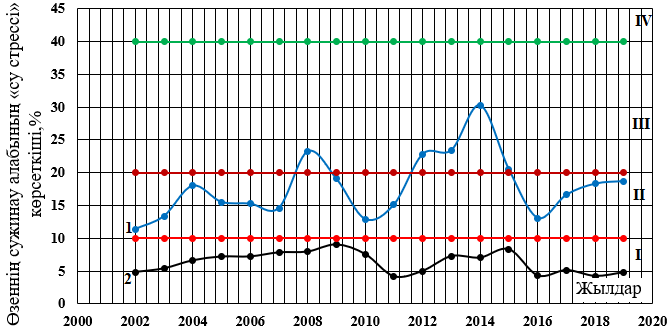 Өзеннің сужинау алабының «су стрессі»
көрсеткіші,%
45
40
35
30
25
20
15
10
5
0
IV
III
II
I
1
2
Жылдар
2000 2002 2004 2006 2008 2010 2012 2014 2016 2018 2020